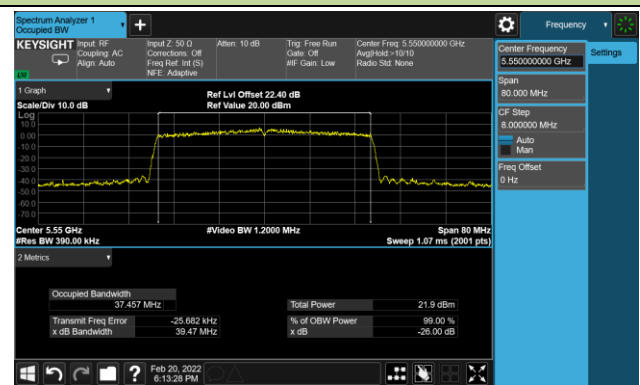 Spectrum Analyzer 1
Occupied BW
Frequency
KEYSIGHT
Input: RF
Coupling: AC
Align: Auto
Input Z: 50 Ω
Corrections: Off
Freq Ref: Int (S)
NFE: Adaptive
Atten: 10 dB
Trig: Free Run
Gate: Off
#IF Gain: Low
Center Freq: 5.550000000 GHz
Avg|Hold:>10/10
Radio Std: None
Center Frequency
5.550000000 GHz
Settings
Span
80.000 MHz
CF Step
8.000000 MHz
Auto
Man
Freq Offset
0 Hz
1 Graph
Scale/Div 10.0 dB
Ref Lvl Offset 22.40 dB
Ref Value 20.00 dBm
Log
10.0
0.00
-10.0
-20.0
-30.0
-40.0
-50.0
-60.0
-70.0
Center 5.55 GHz
#Res BW 390.00 kHz
#Video BW 1.2000 MHz
Span 80 MHz
Sweep 1.07 ms (2001 pts)
2 Metrics
Occupied Bandwidth
37.457 MHz
Total Power 21.9 dBm
Transmit Freq Error -25.682 kHz
% of OBW Power 99.00 %
x dB Bandwidth 39.47 MHz
x dB -26.00 dB
?
Feb 20, 2022
6:13:28 PM